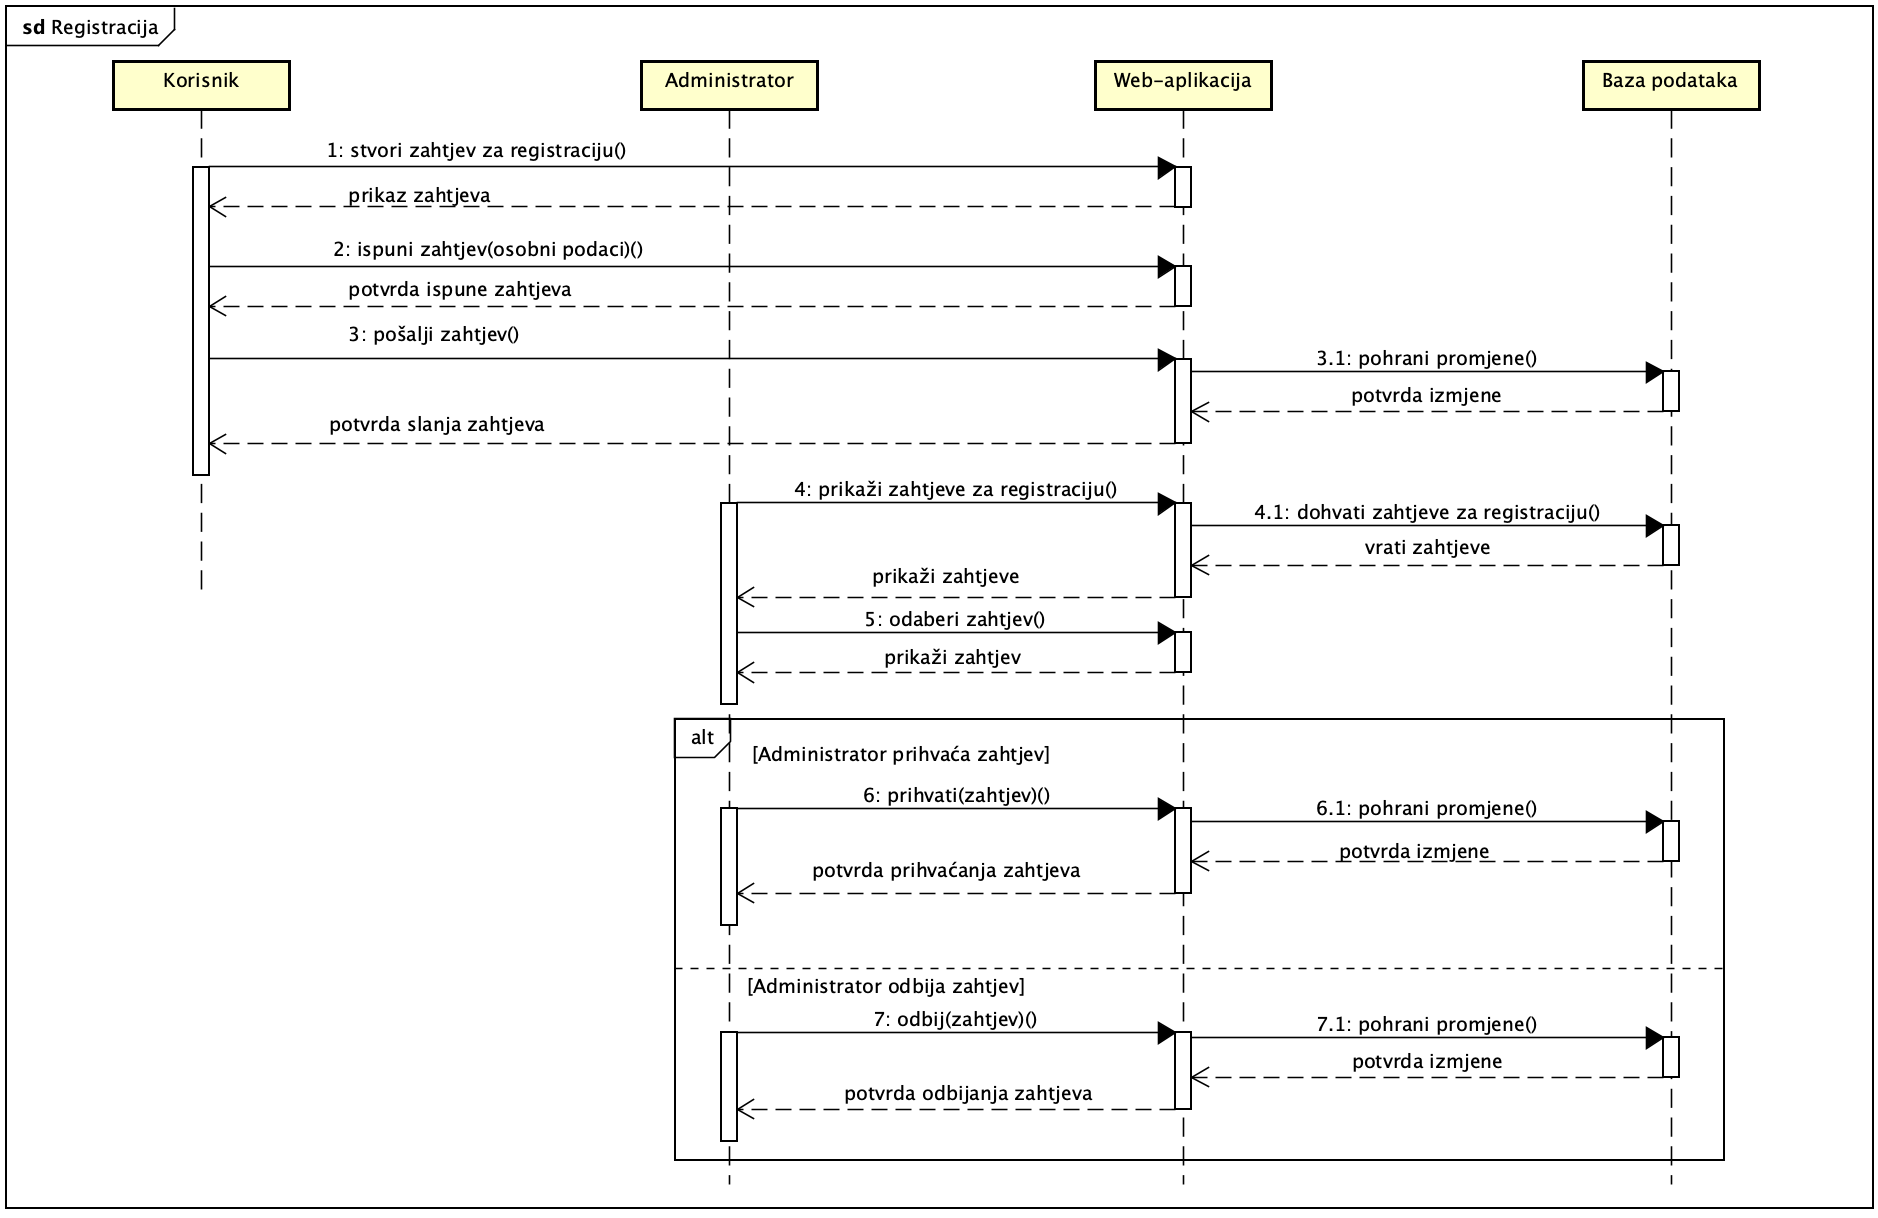 sd Registracija
Korisnik
Administrator
Web-aplikacija
Baza podataka
1: stvori zahtjev za registraciju()
prikaz zahtjeva
2: ispuni zahtjev(osobni podaci)()
potvrda ispune zahtjeva
3: pošalji zahtjev()
3.1: pohrani promjene()
potvrda izmjene
potvrda slanja zahtjeva
4: prikaži zahtjeve za registraciju()
4.1: dohvati zahtjeve za registraciju()
vrati zahtjeve
prikaži zahtjeve
5: odaberi zahtjev()
prikaži zahtjev
alt
[Administrator prihvaća zahtjev]
6: prihvati(zahtjev)()
6.1: pohrani promjene()
potvrda izmjene
potvrda prihvaćanja zahtjeva
[Administrator odbija zahtjev]
7: odbij(zahtjev)()
7.1: pohrani promjene()
potvrda izmjene
potvrda odbijanja zahtjeva